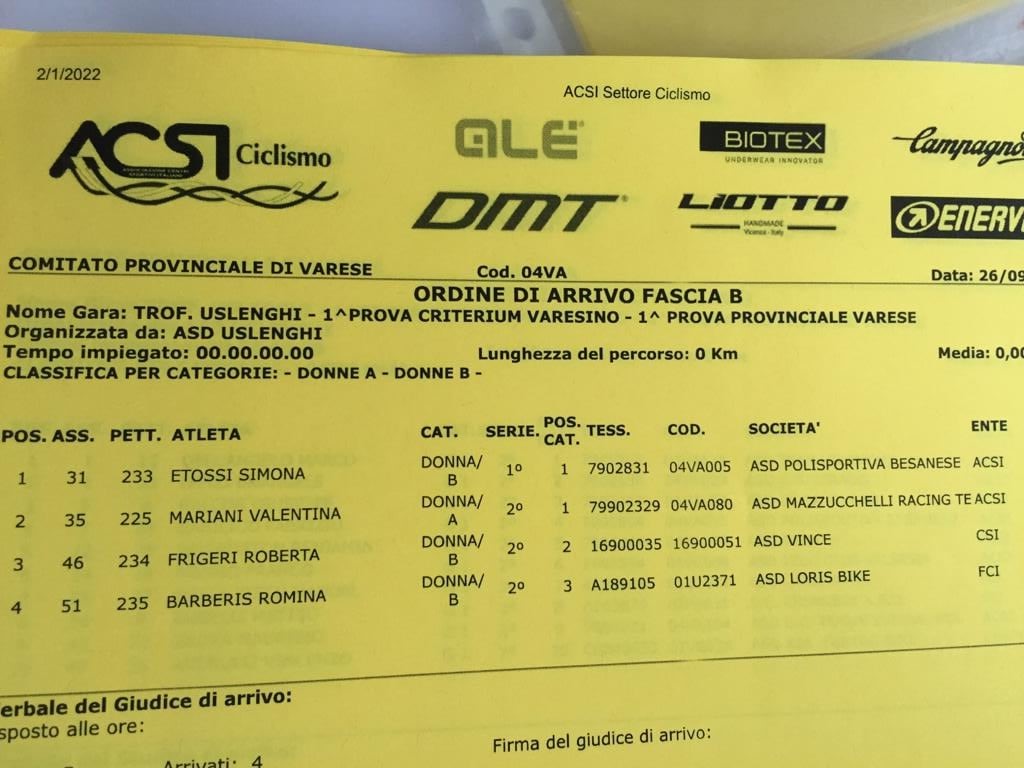 2/1/2022
ACSI Settore Ciclismo
ACSI Ciclismo
ASSOCIAZIONE CENTRI
SPORTIVI ITALIANI
ALÉ
BIOTEX
UNDERWEAR INNOVATOR
Campagno
DMT
LIOTTO
HANDMADE
Vicenza - Italy
ENERV
COMITATO PROVINCIALE DI VARESE Cod. 04VA Data: 26/09
ORDINE DI ARRIVO FASCIA B
Nome Gara: TROF. USLENGHI - 1^PROVA CRITERIUM VARESINO - 1^ PROVA PROVINCIALE VARESE
Organizzata da: ASD USLENGHI
Tempo impiegato: 00.00.00.00 Lunghezza del percorso: 0 Km Media: 0,00
CLASSIFICA PER CATEGORIE: - DONNE A - DONNE B -
POS. ASS. PETT. ATLETA CAT. SERIE. POS. CAT. TESS. COD. SOCIETA' ENTE
1 31 233 ETOSSI SIMONA DONNA/B 1º 1 7902831 04VA005 ASD POLISPORTIVA BESANESE ACSI
2 35 225 MARIANI VALENTINA DONNA/A 2º 1 79902329 04VA080 ASD MAZZUCCHELLI RACING TE ACSI
3 46 234 FRIGERI ROBERTA DONNA/B 2º 2 16900035 16900051 ASD VINCE CSI
4 51 235 BARBERIS ROMINA DONNA/B 2º 3 A189105 01U2371 ASD LORIS BIKE FCI
erbale del Giudice di arrivo:
sposto alle ore:
Firma del giudice di arrivo:
Arrivati: 4